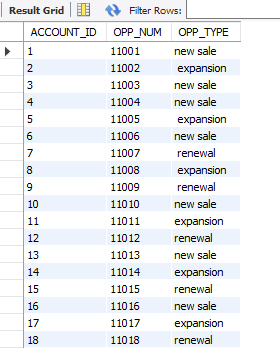 Result Grid Filter Rows:
ACCOUNT_ID OPP_NUM OPP_TYPE
1 11001 new sale
2 11002 expansion
3 11003 new sale
4 11004 new sale
5 11005 expansion
6 11006 new sale
7 11007 renewal
8 11008 expansion
9 11009 renewal
10 11010 new sale
11 11011 expansion
12 11012 renewal
13 11013 new sale
14 11014 expansion
15 11015 renewal
16 11016 new sale
17 11017 expansion
18 11018 renewal